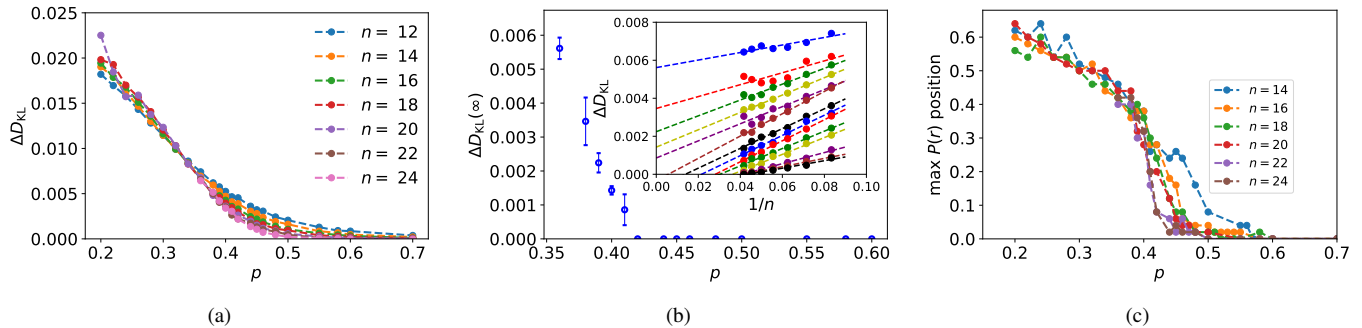 0.025
0.020
0.015
0.010
0.005
0.000
ΔD_KL
0.2 0.3 0.4 0.5 0.6 0.7
p
n = 12
n = 14
n = 16
n = 18
n = 20
n = 22
n = 24
(a)
0.006
0.005
0.004
0.003
0.002
0.001
0.000
ΔD_KL(∞)
0.35 0.40 0.45 0.50 0.55 0.60
p
0.008
0.006
0.004
0.002
0.000
ΔD_KL
0.00 0.02 0.04 0.06 0.08 0.10
1/n
(b)
0.6
0.5
0.4
0.3
0.2
0.1
0.0
max P(r) position
0.2 0.3 0.4 0.5 0.6 0.7
p
n = 14
n = 16
n = 18
n = 20
n = 22
n = 24
(c)